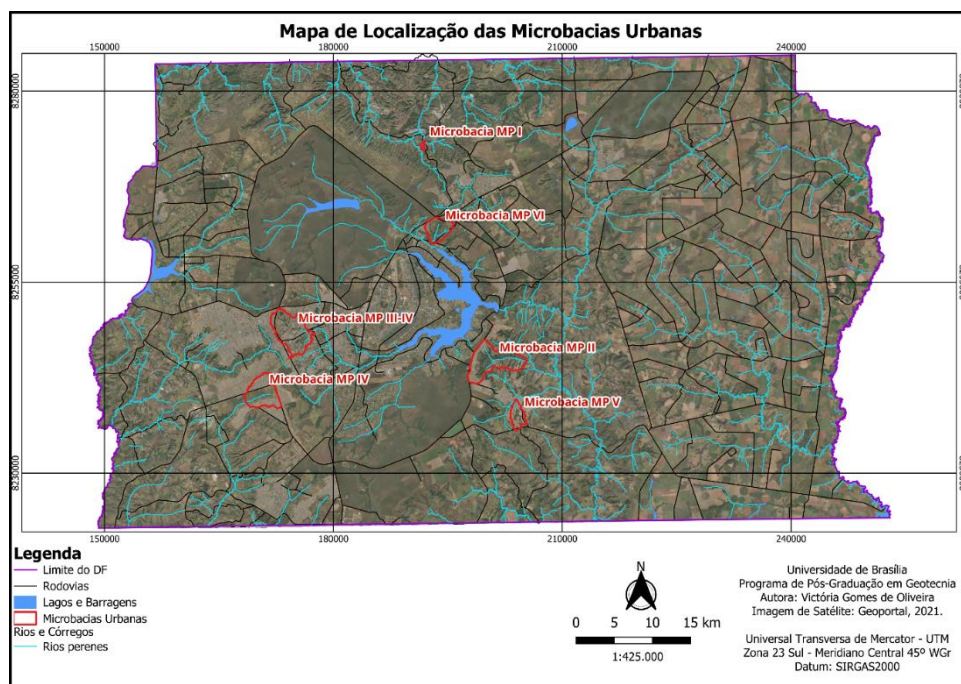 Mapa de Localização das Microbacias Urbanas
150000 180000 210000 240000
8280000
Microbacia MP I
Microbacia MP VI
8255000
Microbacia MP III-IV
Microbacia MP II
Microbacia MP IV
Microbacia MP V
8230000
150000 180000 210000 240000
Legenda
Limite do DF
Rodovias
Lagos e Barragens
Microbacias Urbanas
Rios e Córregos
Rios perenes
N
0 5 10 15 km
1:425.000
Universidade de Brasília
Programa de Pós-Graduação em Geotecnia
Autora: Victória Gomes de Oliveira
Imagem de Satélite: Geoportal, 2021.
Universal Transversa de Mercator - UTM
Zona 23 Sul - Meridiano Central 45º WGr
Datum: SIRGAS2000